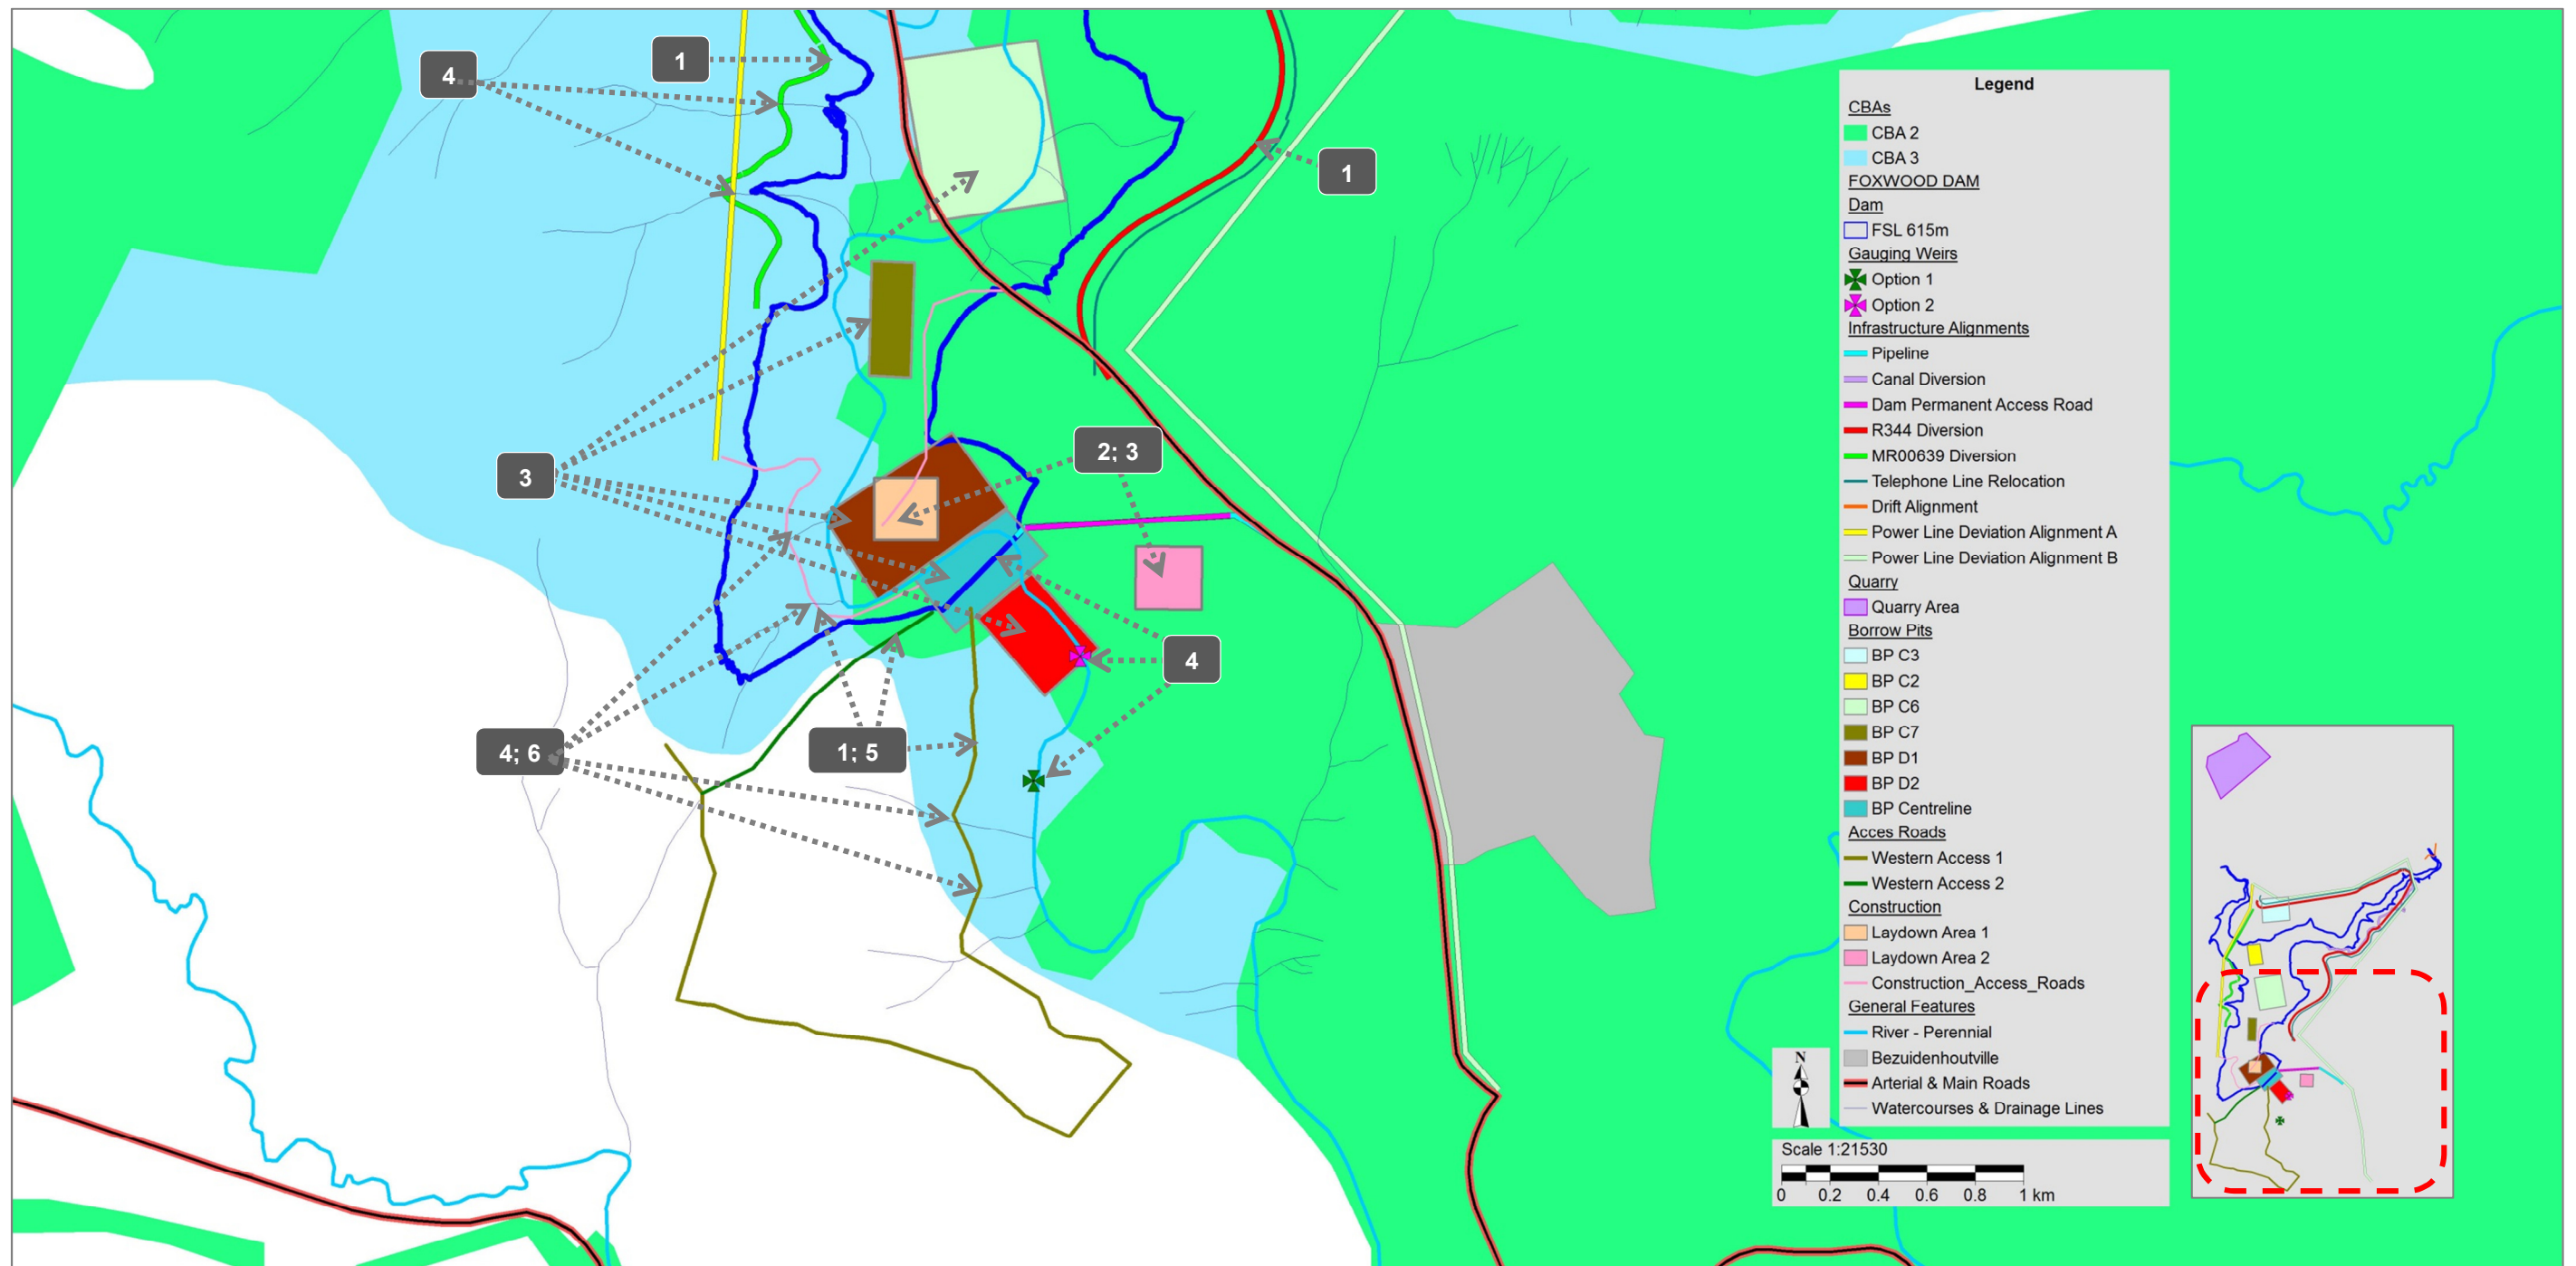 4
1
1
3
2; 3
4
4; 6
1; 5
Legend
CBAs
CBA 2
CBA 3
FOXWOOD DAM
Dam
FSL 615m
Gauging Weirs
Option 1
Option 2
Infrastructure Alignments
Pipeline
Canal Diversion
Dam Permanent Access Road
R344 Diversion
MR00639 Diversion
Telephone Line Relocation
Drift Alignment
Power Line Deviation Alignment A
Power Line Deviation Alignment B
Quarry
Quarry Area
Borrow Pits
BP C3
BP C2
BP C6
BP C7
BP D1
BP D2
BP Centreline
Acces Roads
Western Access 1
Western Access 2
Construction
Laydown Area 1
Laydown Area 2
Construction_Access_Roads
General Features
River - Perennial
Bezuidenhoutville
Arterial & Main Roads
Watercourses & Drainage Lines
N
Scale 1:21530
0 0.2 0.4 0.6 0.8 1 km